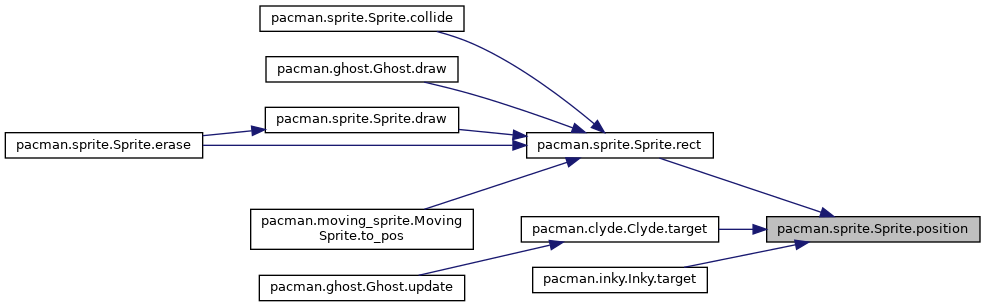 pacman.sprite.Sprite.collide
pacman.ghost.Ghost.draw
pacman.sprite.Sprite.draw
pacman.sprite.Sprite.erase
pacman.sprite.Sprite.rect
pacman.moving_sprite.Moving
Sprite.to_pos
pacman.clyde.Clyde.target
pacman.sprite.Sprite.position
pacman.inky.Inky.target
pacman.ghost.Ghost.update